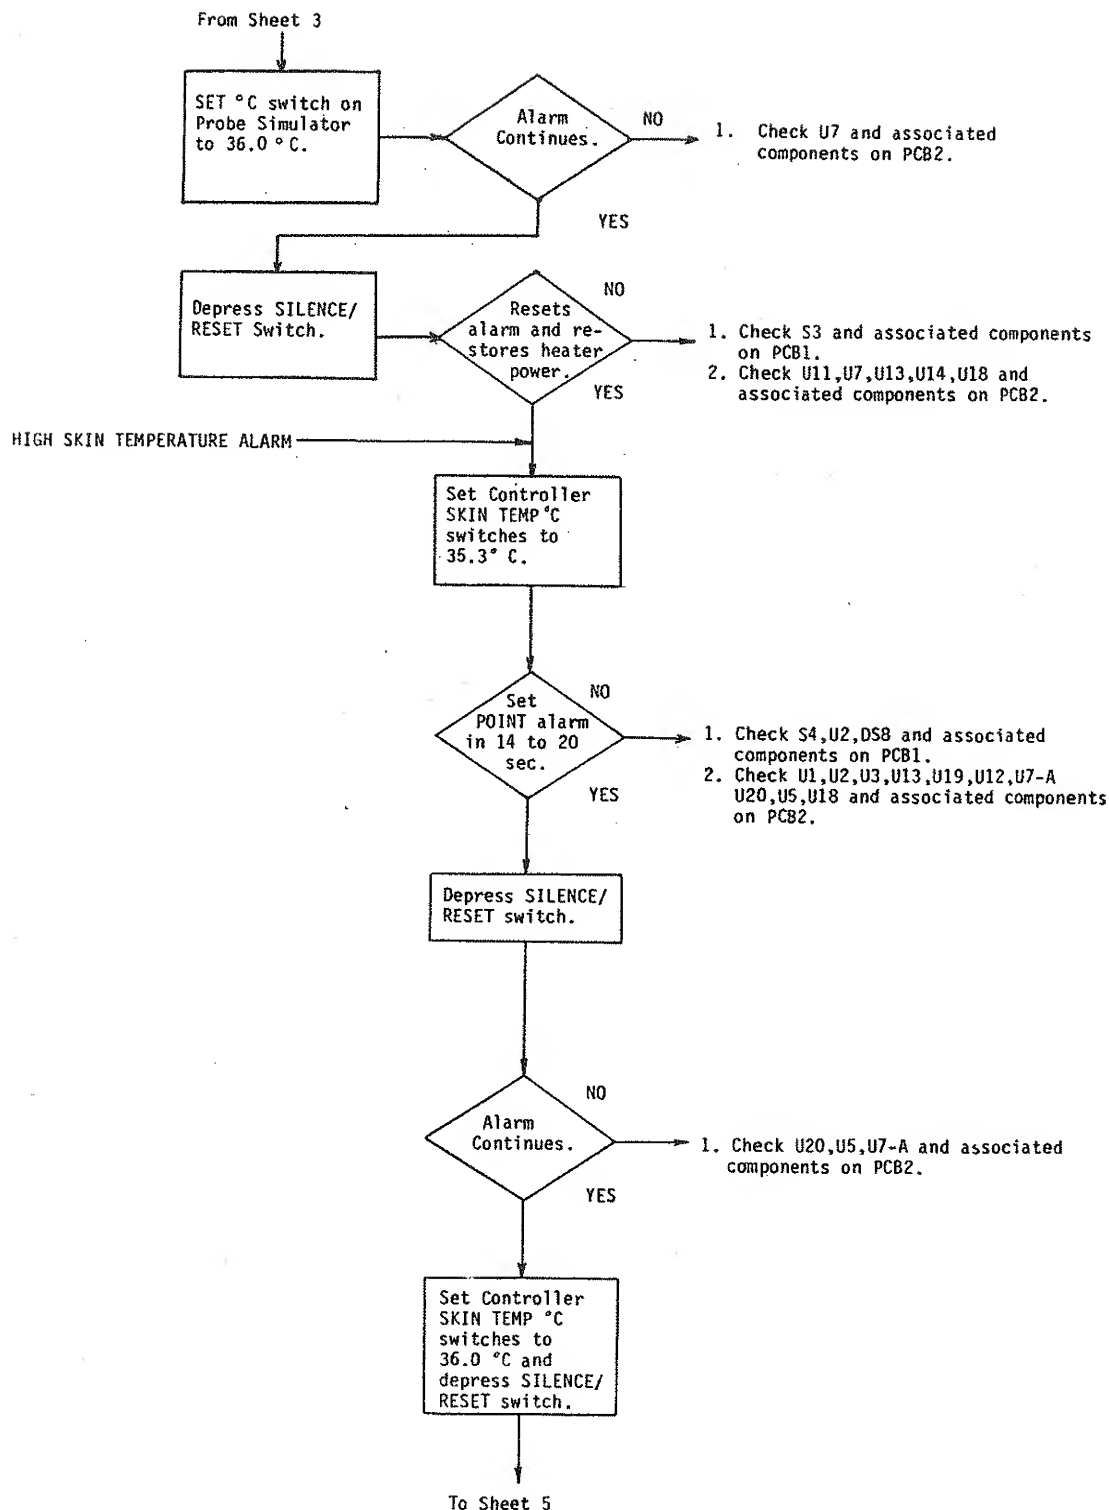 From Sheet 3
SET °C switch on
Probe Simulator
to 36.0 °C.
Alarm
Continues.
NO
1. Check U7 and associated
components on PCB2.
YES
Depress SILENCE/
RESET Switch.
Resets
alarm and re-
stores heater
power.
NO
1. Check S3 and associated components
on PCB1.
2. Check U11,U7,U13,U14,U18 and
associated components on PCB2.
YES
HIGH SKIN TEMPERATURE ALARM
Set Controller
SKIN TEMP °C
switches to
35.3° C.
Set
POINT alarm
in 14 to 20
sec.
NO
1. Check S4,U2,DS8 and associated
components on PCB1.
2. Check U1,U2,U3,U13,U19,U12,U7-A
U20,U5,U18 and associated components
on PCB2.
YES
Depress SILENCE/
RESET switch.
Alarm
Continues.
NO
1. Check U20,U5,U7-A and associated
components on PCB2.
YES
Set Controller
SKIN TEMP °C
switches to
36.0 °C and
depress SILENCE/
RESET switch.
To Sheet 5